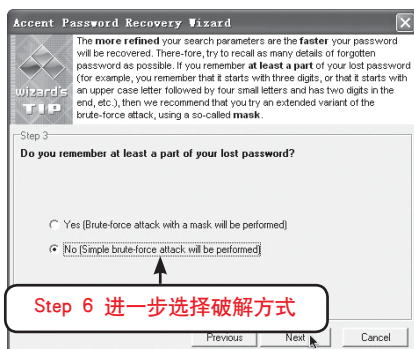 Accent Password Recovery Wizard
The more refined your search parameters are the faster your password
will be recovered. There-fore, try to recall as many details of forgotten
password as possible. If you remember at least a part of your lost password
(for example, you remember that it starts with three digits, or that it starts with
an upper case letter followed by four small letters and has two digits in the
end, etc.), then we recommend that you try an extended variant of the
brute-force attack, using a so-called mask.
wizard's
TIP
Step 3
Do you remember at least a part of your lost password?
Yes (Brute-force attack with a mask will be performed)
No (Simple brute-force attack will be performed)
Step 6 进一步选择破解方式
Previous
Next
Cancel